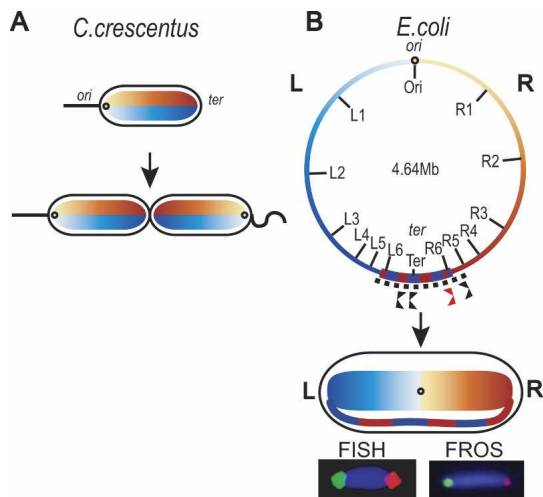 A
C.crescentus
ori
ter
B
E.coli
ori
Ori
L
R
L1
R1
L2
4.64Mb
R2
L3
ter
R3
L4
R4
L5
R5
L6
Ter
R6
L
R
FISH
FROS